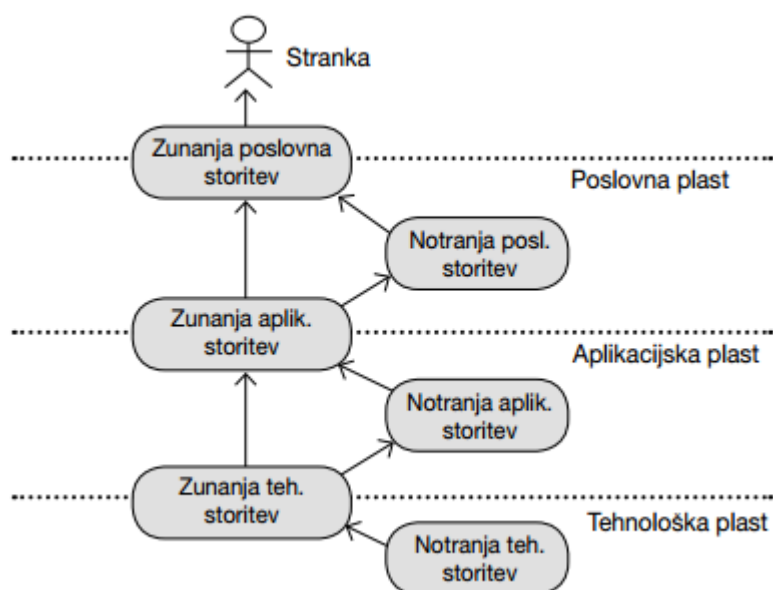 Stranka
Zunanja poslovna
storitev
Poslovna plast
Notranja posl.
storitev
Zunanja aplik.
storitev
Aplikacijska plast
Notranja aplik.
storitev
Zunanja teh.
storitev
Tehnološka plast
Notranja teh.
storitev